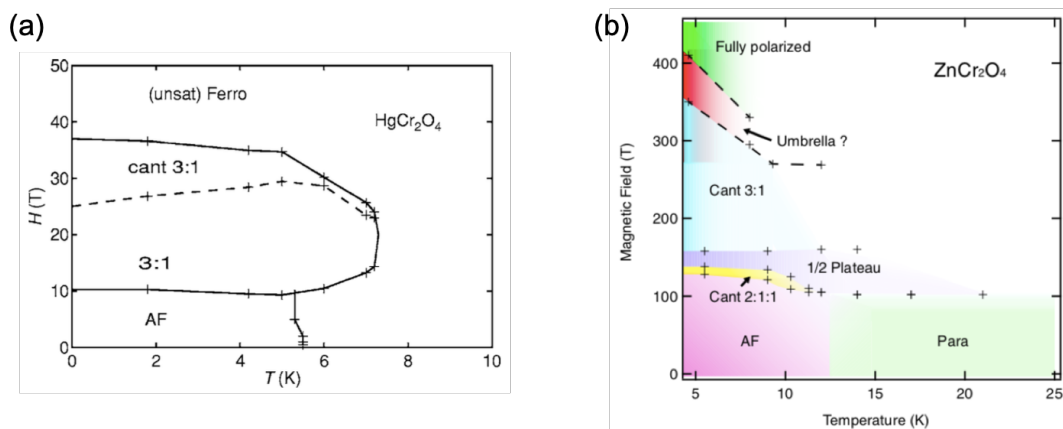 (a)
50
40
30
20
10
0
H (T)
(unsat) Ferro
HgCr₂O₄
cant 3:1
3:1
AF
0 2 4 6 8 10
T (K)
(b)
400
300
200
100
0
Magnetic Field (T)
Fully polarized
ZnCr₂O₄
Umbrella ?
Cant 3:1
1/2 Plateau
Cant 2:1:1
AF
Para
5 10 15 20 25
Temperature (K)